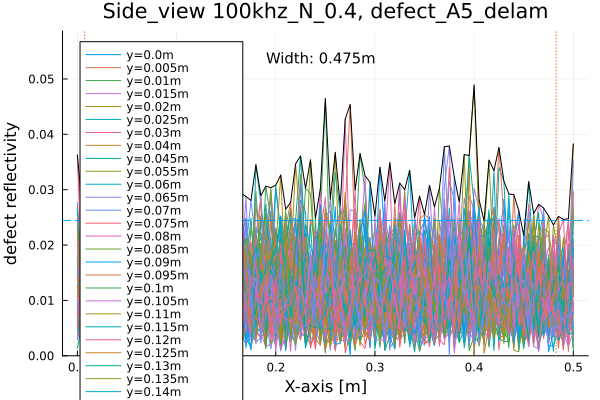 Side_view 100khz_N_0.4, defect_A5_delam
Width: 0.475m
defect reflectivity
0.05
0.04
0.03
0.02
0.01
0.00
y=0.0m
y=0.005m
y=0.01m
y=0.015m
y=0.02m
y=0.025m
y=0.03m
y=0.04m
y=0.045m
y=0.055m
y=0.06m
y=0.065m
y=0.07m
y=0.075m
y=0.08m
y=0.085m
y=0.09m
y=0.095m
y=0.1m
y=0.105m
y=0.11m
y=0.115m
y=0.12m
y=0.125m
y=0.13m
y=0.135m
y=0.14m
0.2 0.3 0.4 0.5
X-axis [m]